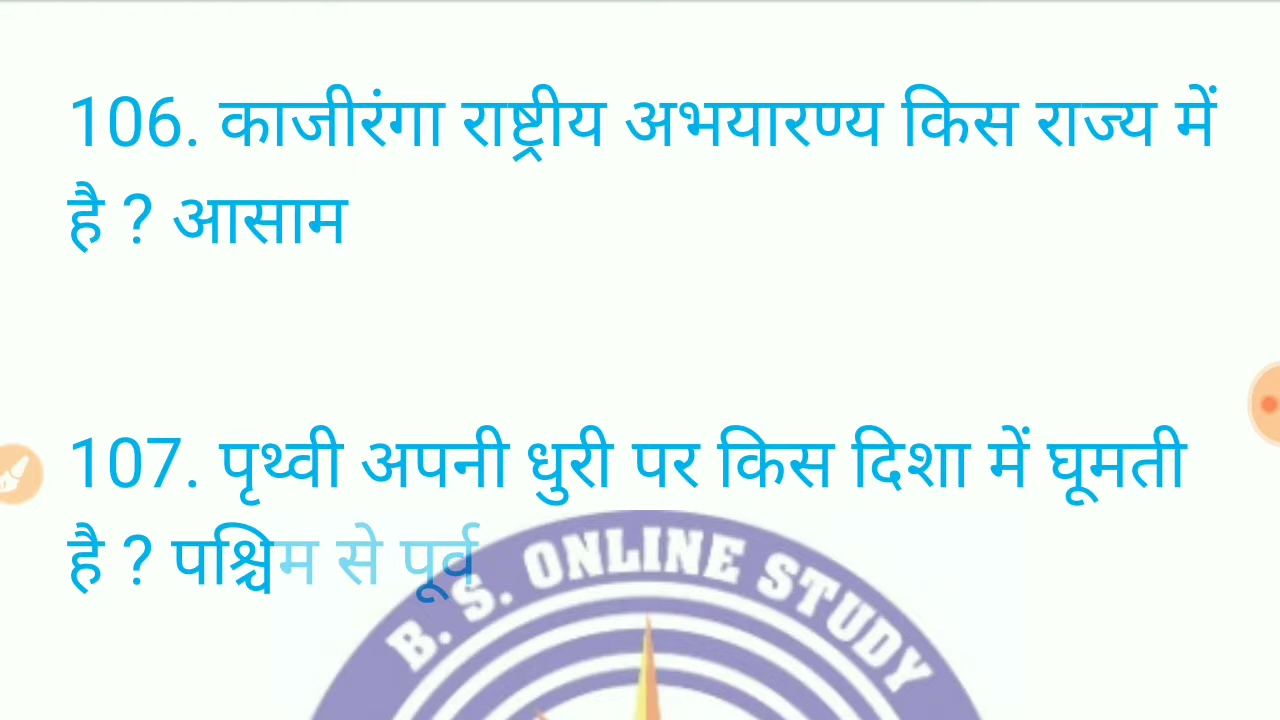 106. काजीरंगा राष्ट्रीय अभयारण्य किस राज्य में
है ? आसाम
107. पृथ्वी अपनी धुरी पर किस दिशा में घूमती
है ? पश्चिम से पूर्व
B. S. ONLINE STUDY